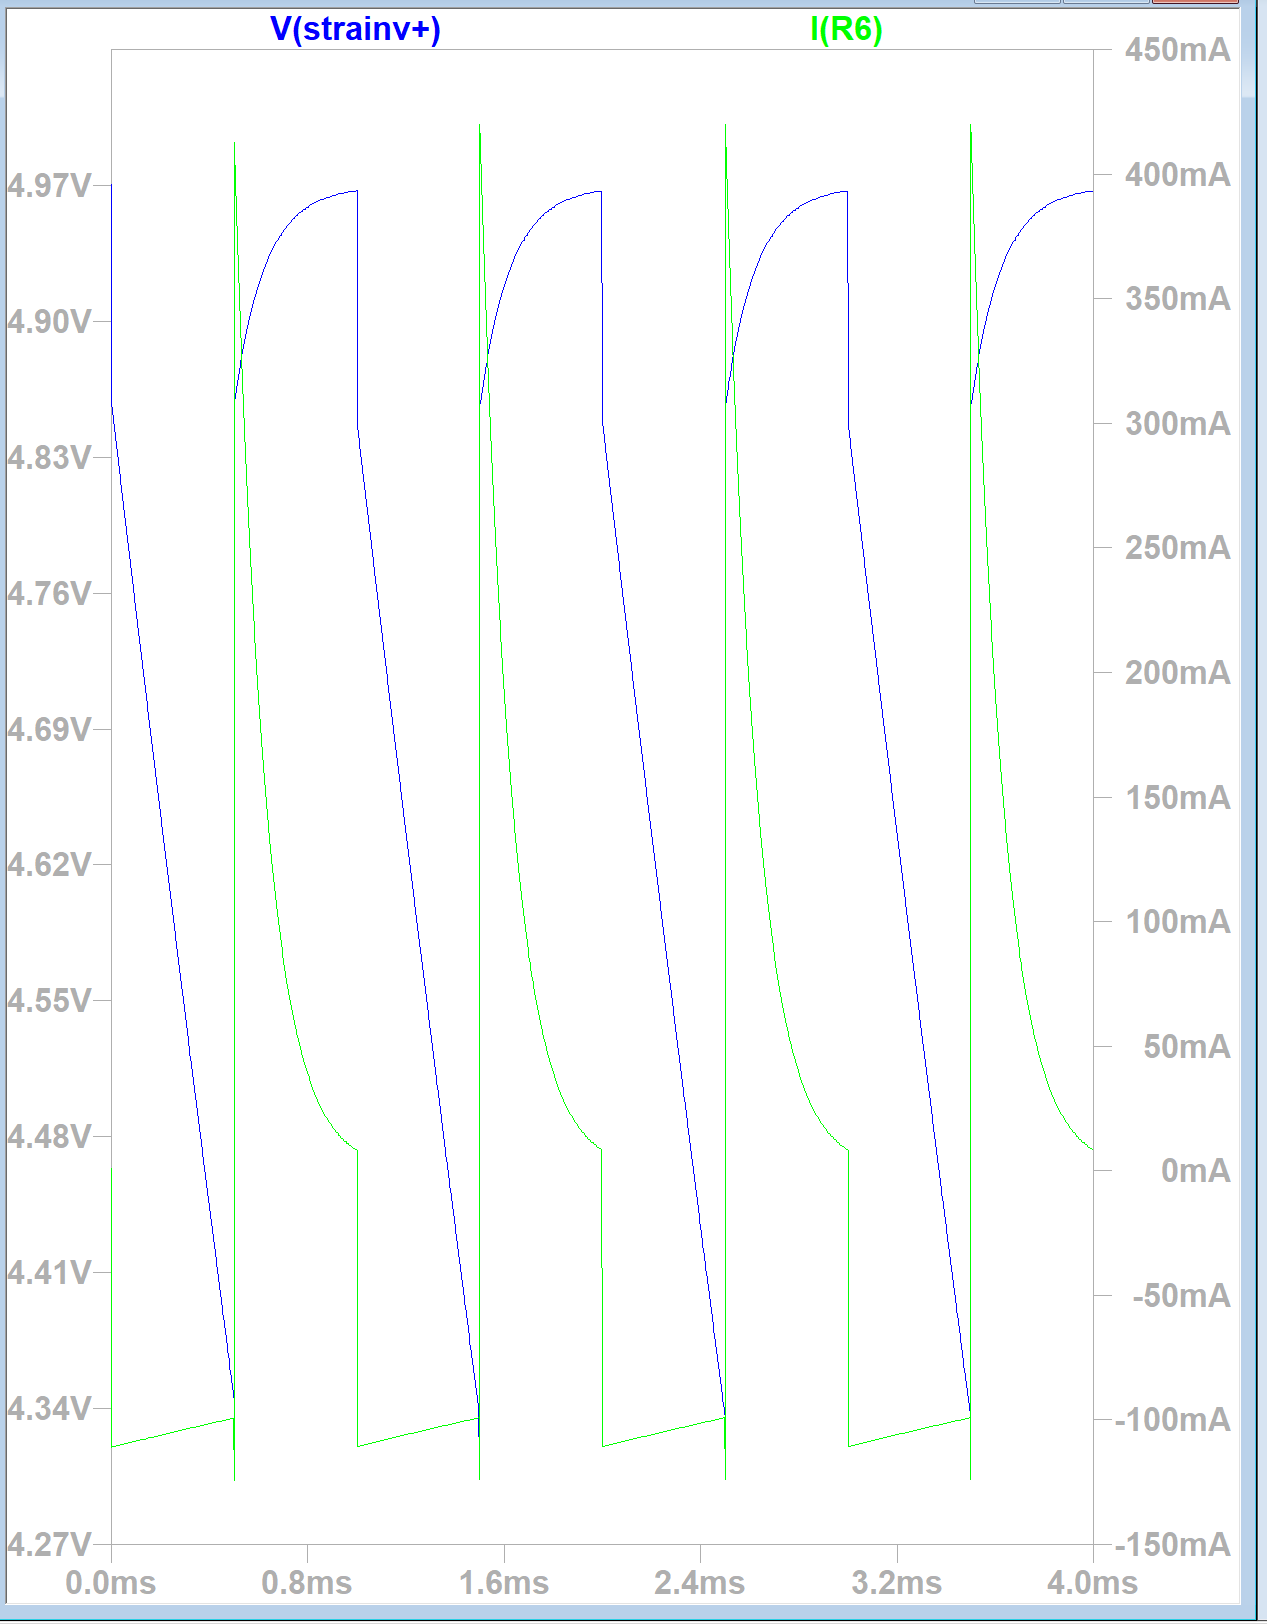 V(strainv+) I(R6)
450mA
4.97V 400mA
4.90V 350mA
4.83V 300mA
4.76V 250mA
4.69V 200mA
4.62V 150mA
4.55V 100mA
4.48V 50mA
4.41V 0mA
4.34V -50mA
4.27V -100mA
-150mA
0.0ms 0.8ms 1.6ms 2.4ms 3.2ms 4.0ms